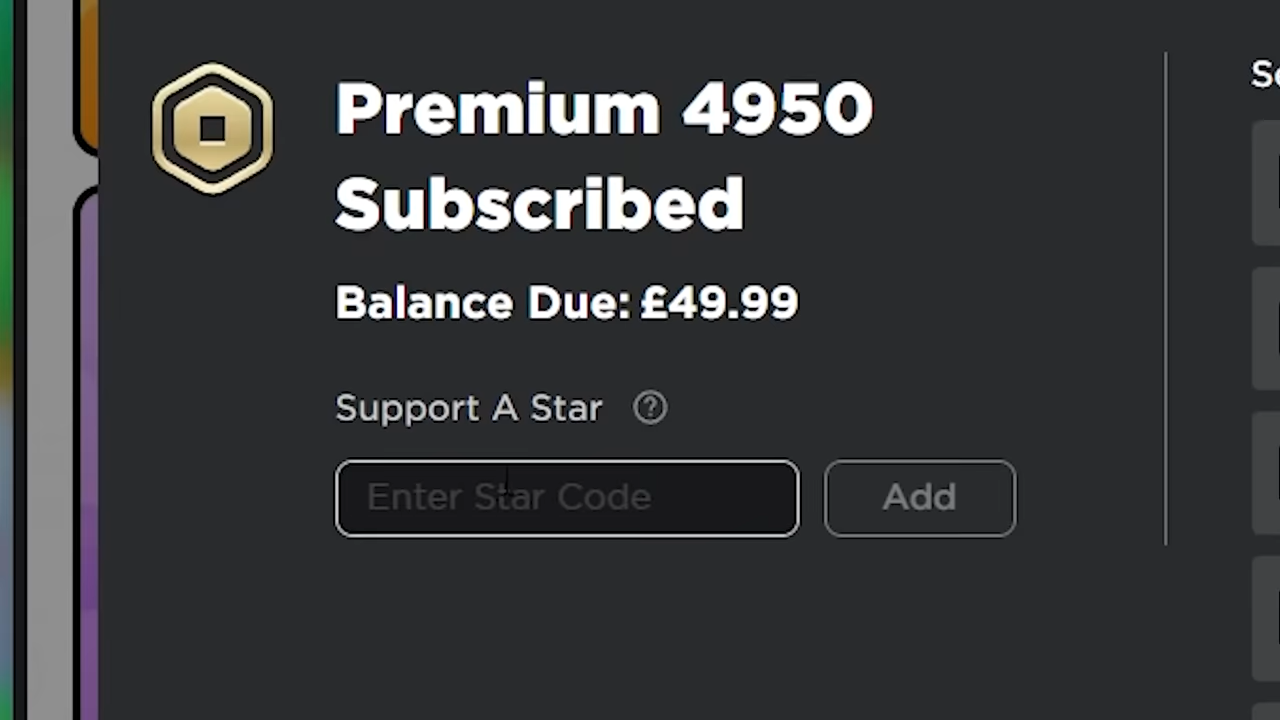 Premium 4950
Subscribed
Balance Due: £49.99
Support A Star
Enter Star Code
Add